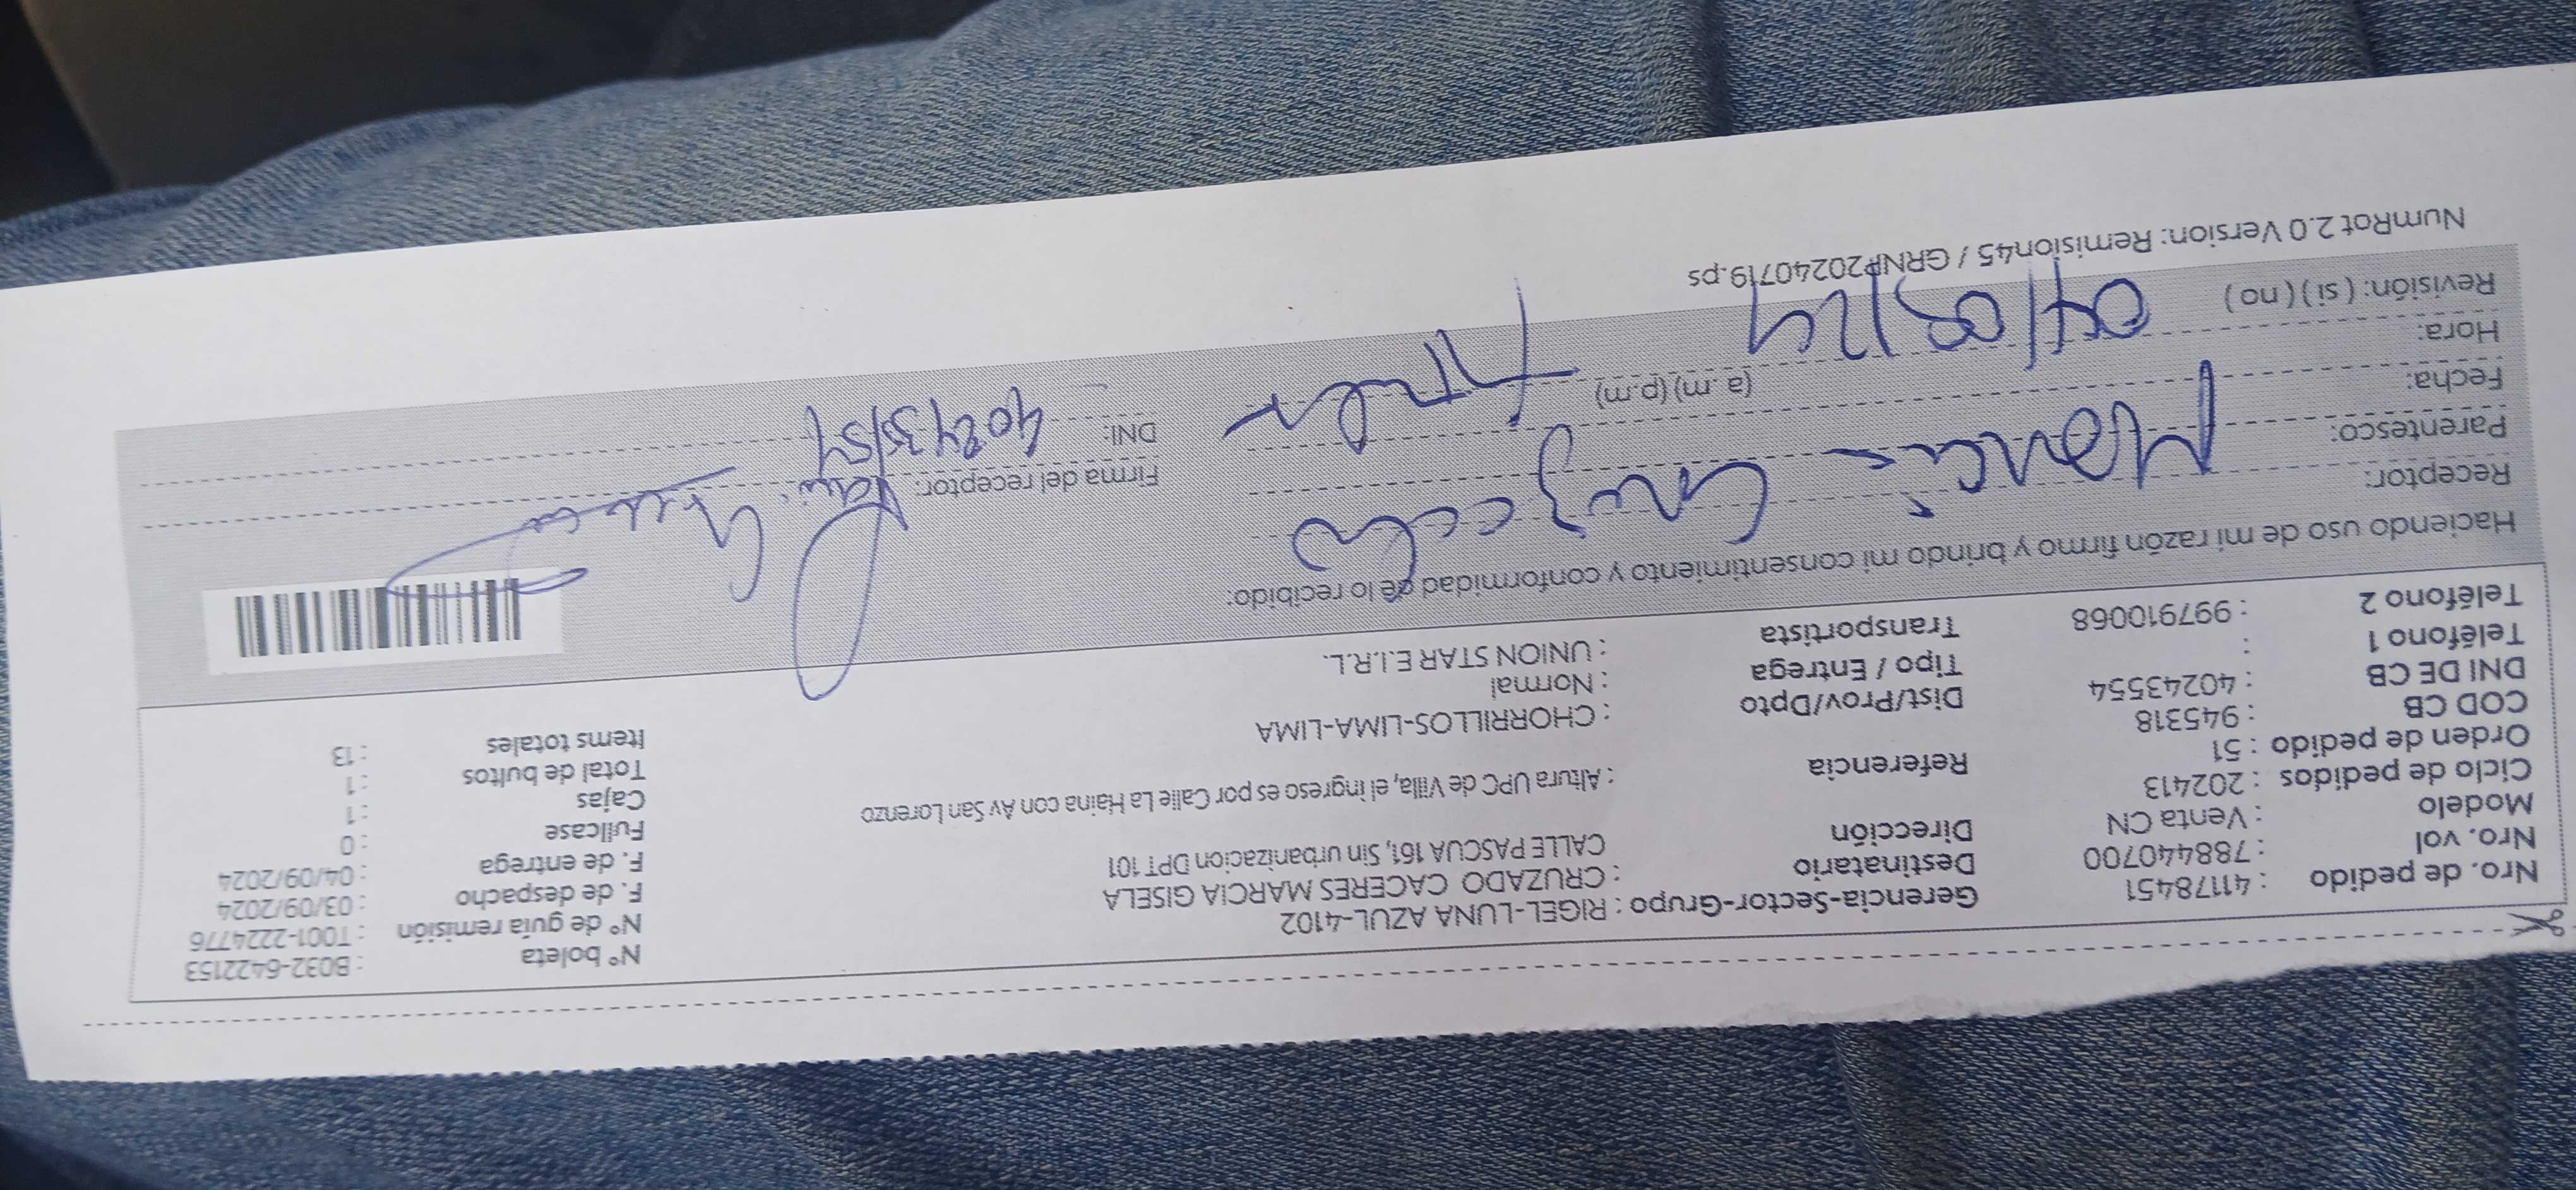 Nro. de pedido : 41178451 Gerencia-Sector-Grupo : RIGEL-LUNA AZUL-4102 N° boleta : B032-6422153
Nro. vol : 788440700 Destinatario : CRUZADO CACERES MARCIA GISELA N° de guía remisión : T001-2224776
Modelo : Venta CN Dirección CALLE PASCUA 161, Sin urbanizacion DPT 101 F. de despacho : 03/09/2024
Ciclo de pedidos : 202413 F. de entrega : 04/09/2024
Orden de pedido : 51 Referencia : Altura UPC de Villa, el ingreso es por Calle La Haina con Av San Lorenzo Fullcase : 0
COD CB : 945318 Dist/Prov/Dpto : CHORRILLOS-LIMA-LIMA Cajas : 1
DNI DE CB : 40243554 Tipo / Entrega : Normal Total de bultos : 1
Teléfono 1 : Transportista : UNION STAR E.I.R.L. Items totales : 13
Teléfono 2 : 997910068
Haciendo uso de mi razón firmo y brindo mi consentimiento y conformidad de lo recibido:
Receptor: Marcia Firma del receptor:
Parentesco: DNI:
Fecha:
Hora: (a.m) (p.m)
Revisión: ( si ) ( no )
NumRot 2.0 Version: Remision45 / GRNP20240719.ps